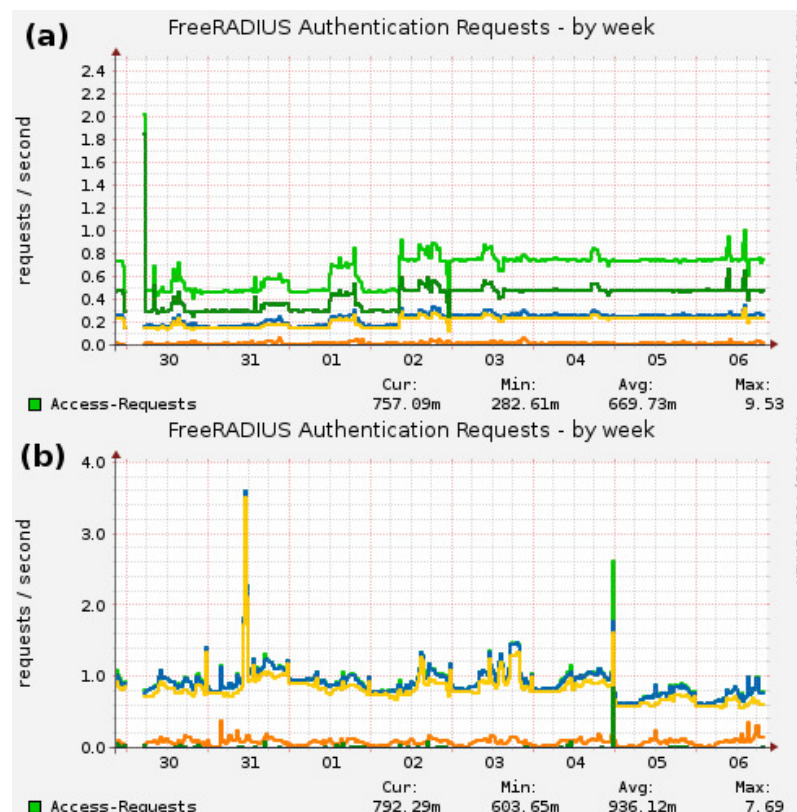 (a)
FreeRADIUS Authentication Requests - by week
requests / second
2.4
2.2
2.0
1.8
1.6
1.4
1.2
1.0
0.8
0.6
0.4
0.2
0.0
30 31 01 02 03 04 05 06
Cur: Min: Avg: Max:
Access-Requests 757.09m 282.61m 669.73m 9.53
(b)
FreeRADIUS Authentication Requests - by week
requests / second
4.0
3.0
2.0
1.0
0.0
30 31 01 02 03 04 05 06
Cur: Min: Avg: Max:
Access-Requests 792.29m 603.65m 936.12m 7.69